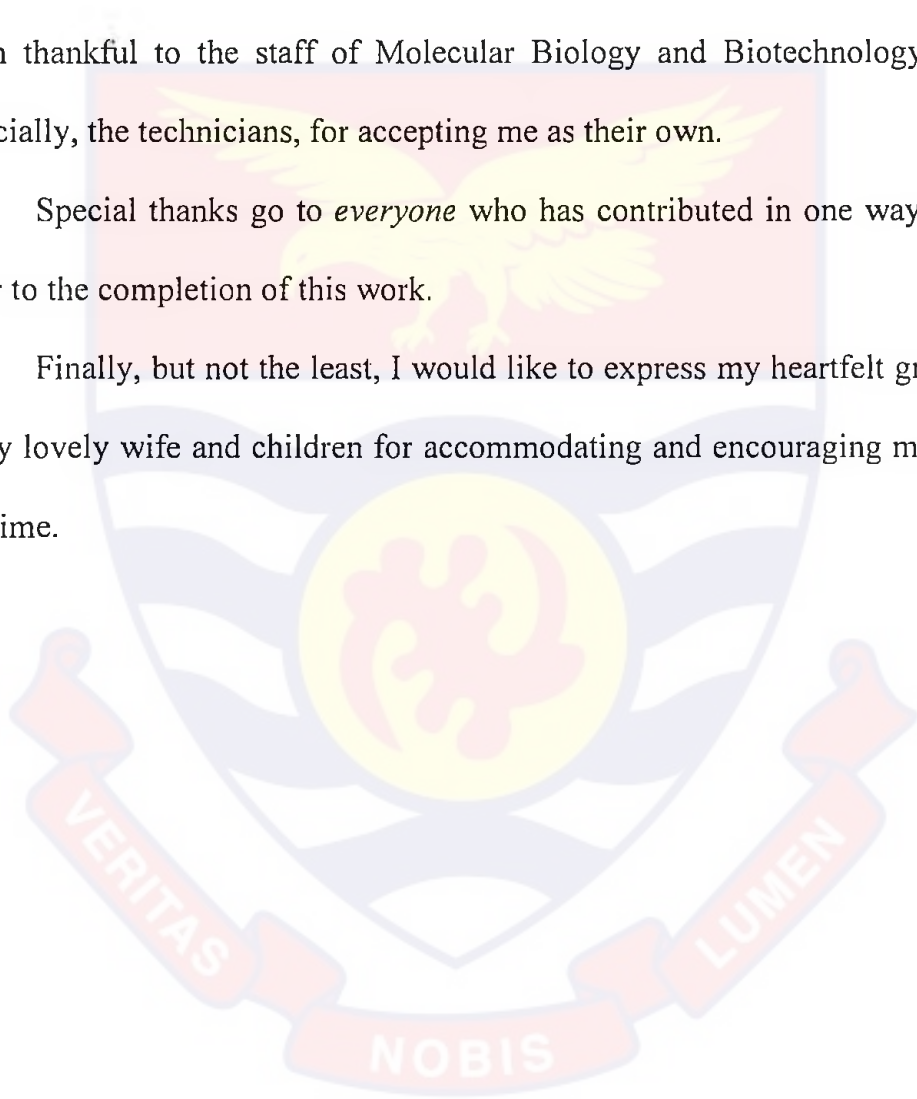 thankful to the staff of Molecular Biology and Biotechnology
cially, the technicians, for accepting me as their own.
Special thanks go to everyone who has contributed in one way
to the completion of this work.
Finally, but not the least, I would like to express my heartfelt gr
y lovely wife and children for accommodating and encouraging m
ime.
VERITAS
NOBIS
LUMEN